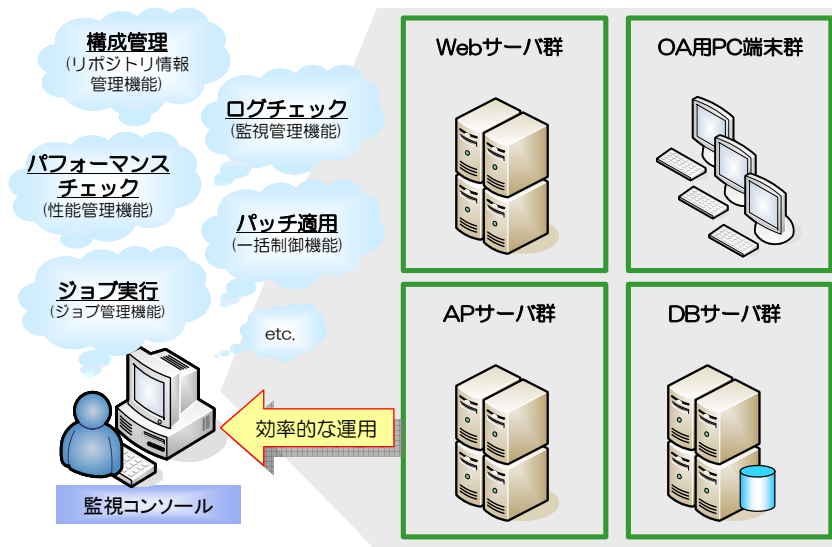 構成管理
(リポジトリ情報
管理機能)
ログチェック
(監視管理機能)
パフォーマンス
チェック
(性能管理機能)
パッチ適用
(一括制御機能)
ジョブ実行
(ジョブ管理機能)
etc.
監視コンソール
効率的な運用
Webサーバ群
OA用PC端末群
APサーバ群
DBサーバ群